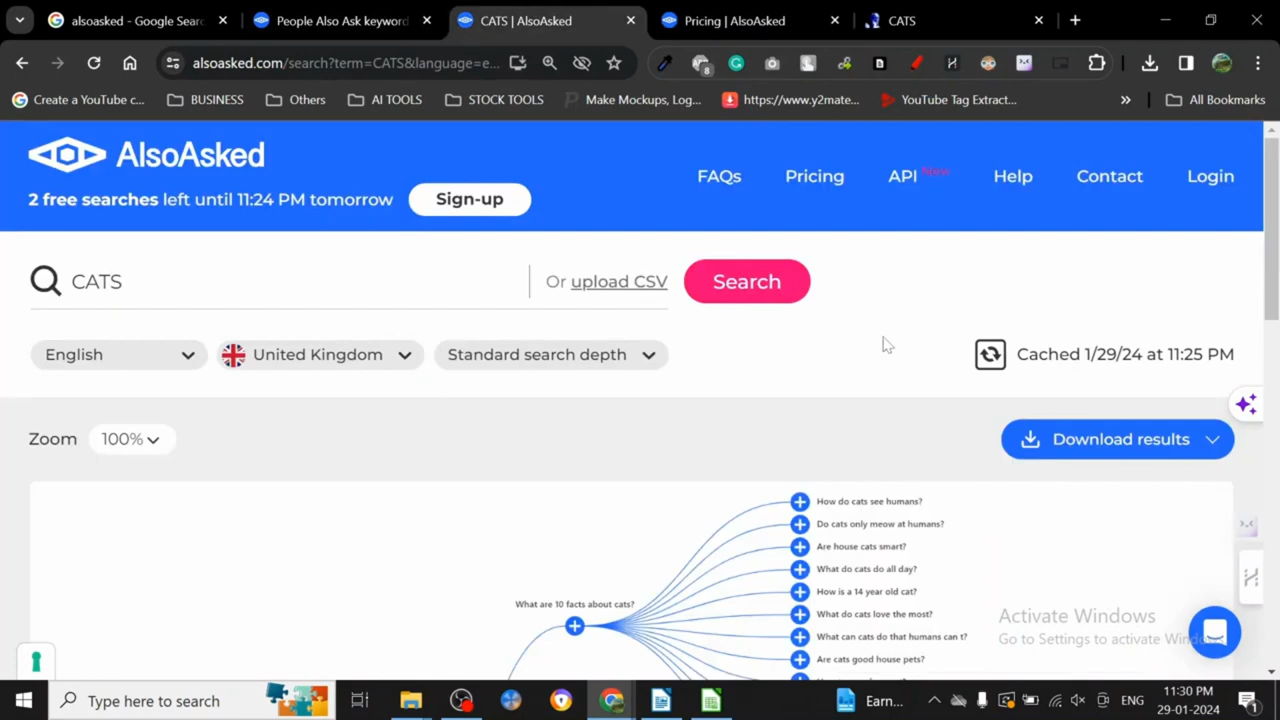 alsoasked - Google Searc
People Also Ask keyword
CATS | AlsoAsked
Pricing | AlsoAsked
CATS
alsoasked.com/search?term=CATS&language=e...
8
Create a YouTube c...
BUSINESS
Others
AI TOOLS
STOCK TOOLS
Make Mockups, Log...
https://www.y2mate...
YouTube Tag Extract...
All Bookmarks
AlsoAsked
FAQs
Pricing
API New
Help
Contact
Login
2 free searches left until 11:24 PM tomorrow
Sign-up
CATS
Or upload CSV
Search
English
United Kingdom
Standard search depth
Cached 1/29/24 at 11:25 PM
Zoom
100%
Download results
How do cats see humans?
Do cats only meow at humans?
Are house cats smart?
What do cats do all day?
How is a 14 year old cat?
What are 10 facts about cats?
What do cats love the most?
What can cats do that humans can t?
Are cats good house pets?
Activate Windows
Go to Settings to activate Windo
Type here to search
Earn...
ENG
11:30 PM
29-01-2024
1